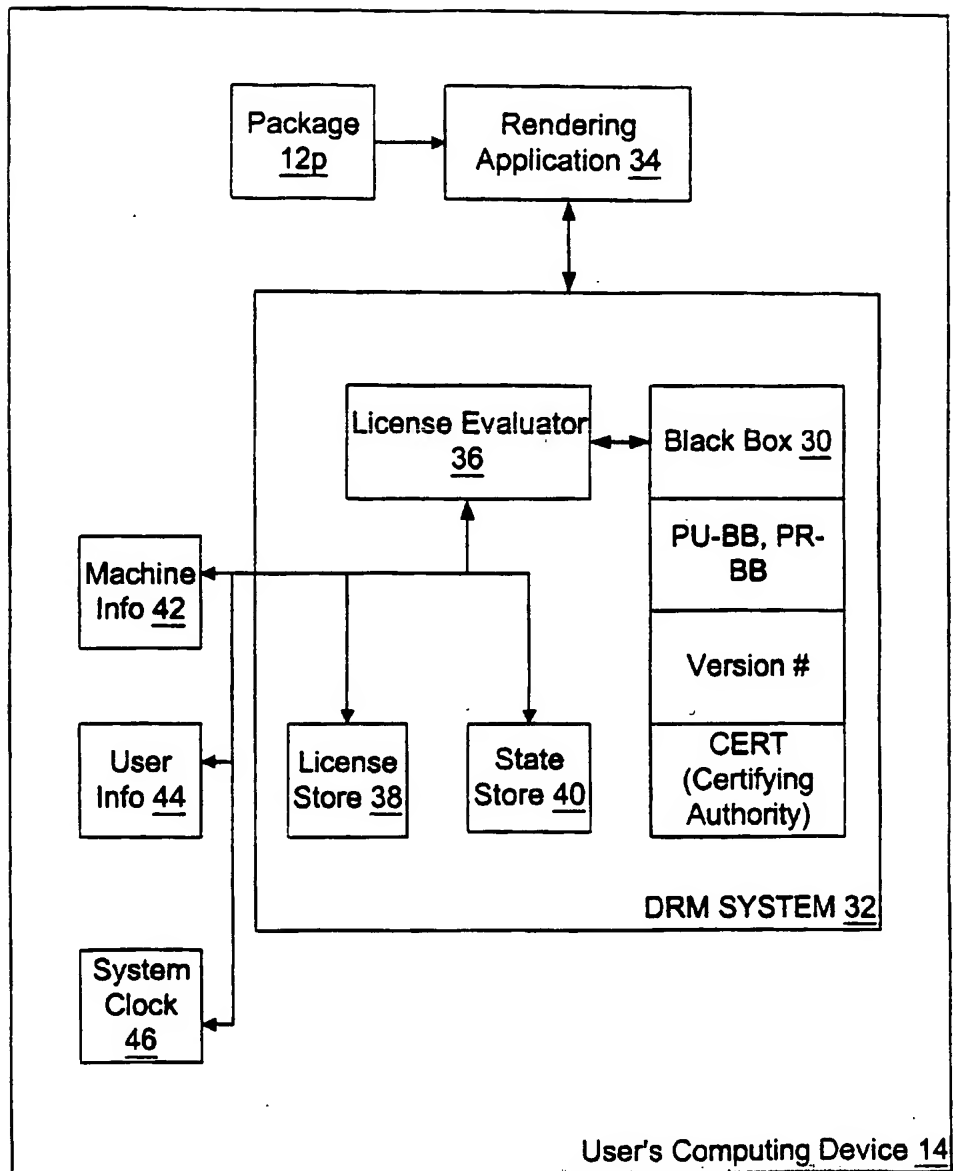 Package
12p
Rendering
Application 34
License Evaluator
36
Black Box 30
PU-BB, PR-
BB
Version #
CERT
(Certifying
Authority)
Machine
Info 42
User
Info 44
License
Store 38
State
Store 40
DRM SYSTEM 32
System
Clock
46
User's Computing Device 14